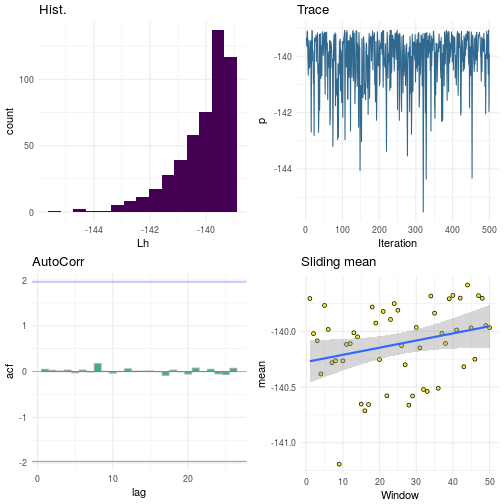 Hist.
100
50
0
count
-144
-142
-140
Lh
Trace
-140
-142
-144
p
0
100
200
300
400
500
Iteration
AutoCorr
2
1
0
-1
-2
acf
0
10
20
lag
Sliding mean
-140.0
-140.5
-141.0
mean
0
10
20
30
40
50
Window